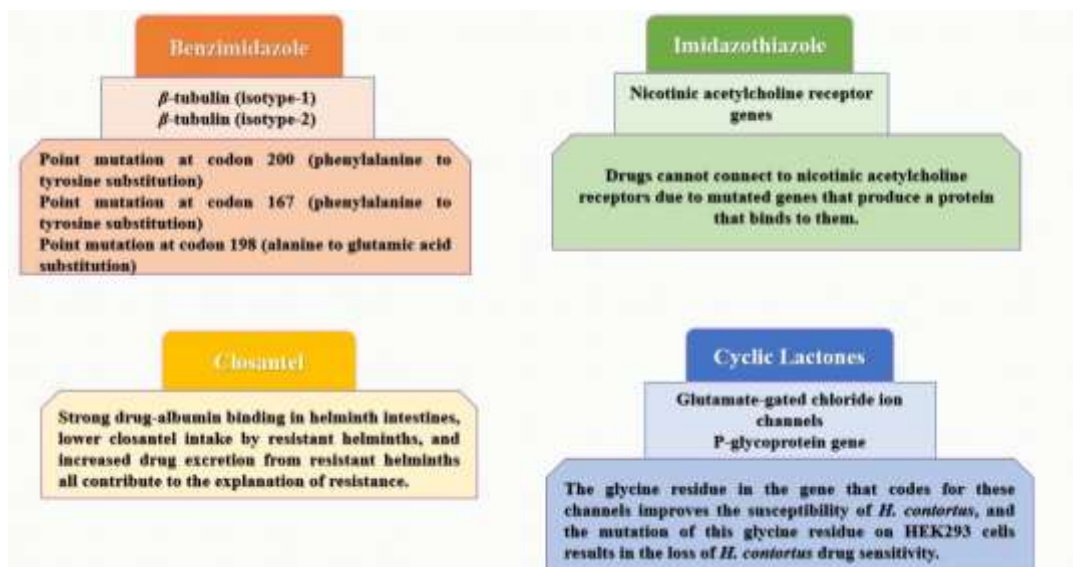 Benzimidazole
β-tubulin (isotype-1)
β-tubulin (isotype-2)
Point mutation at codon 200 (phenylalanine to
tyrosine substitution)
Point mutation at codon 167 (phenylalanine to
tyrosine substitution)
Point mutation at codon 198 (alanine to glutamic acid
substitution)
Imidazothiazole
Nicotinic acetylcholine receptor
genes
Drugs cannot connect to nicotinic acetylcholine
receptors due to mutated genes that produce a protein
that binds to them.
Closantel
Strong drug-albumin binding in helminth intestines,
lower closantel intake by resistant helminths, and
increased drug excretion from resistant helminths
all contribute to the explanation of resistance.
Cyclic Lactones
Glutamate-gated chloride ion
channels
P-glycoprotein gene
The glycine residue in the gene that codes for these
channels improves the susceptibility of H. contortus, and
the mutation of this glycine residue on HEK293 cells
results in the loss of H. contortus drug sensitivity.